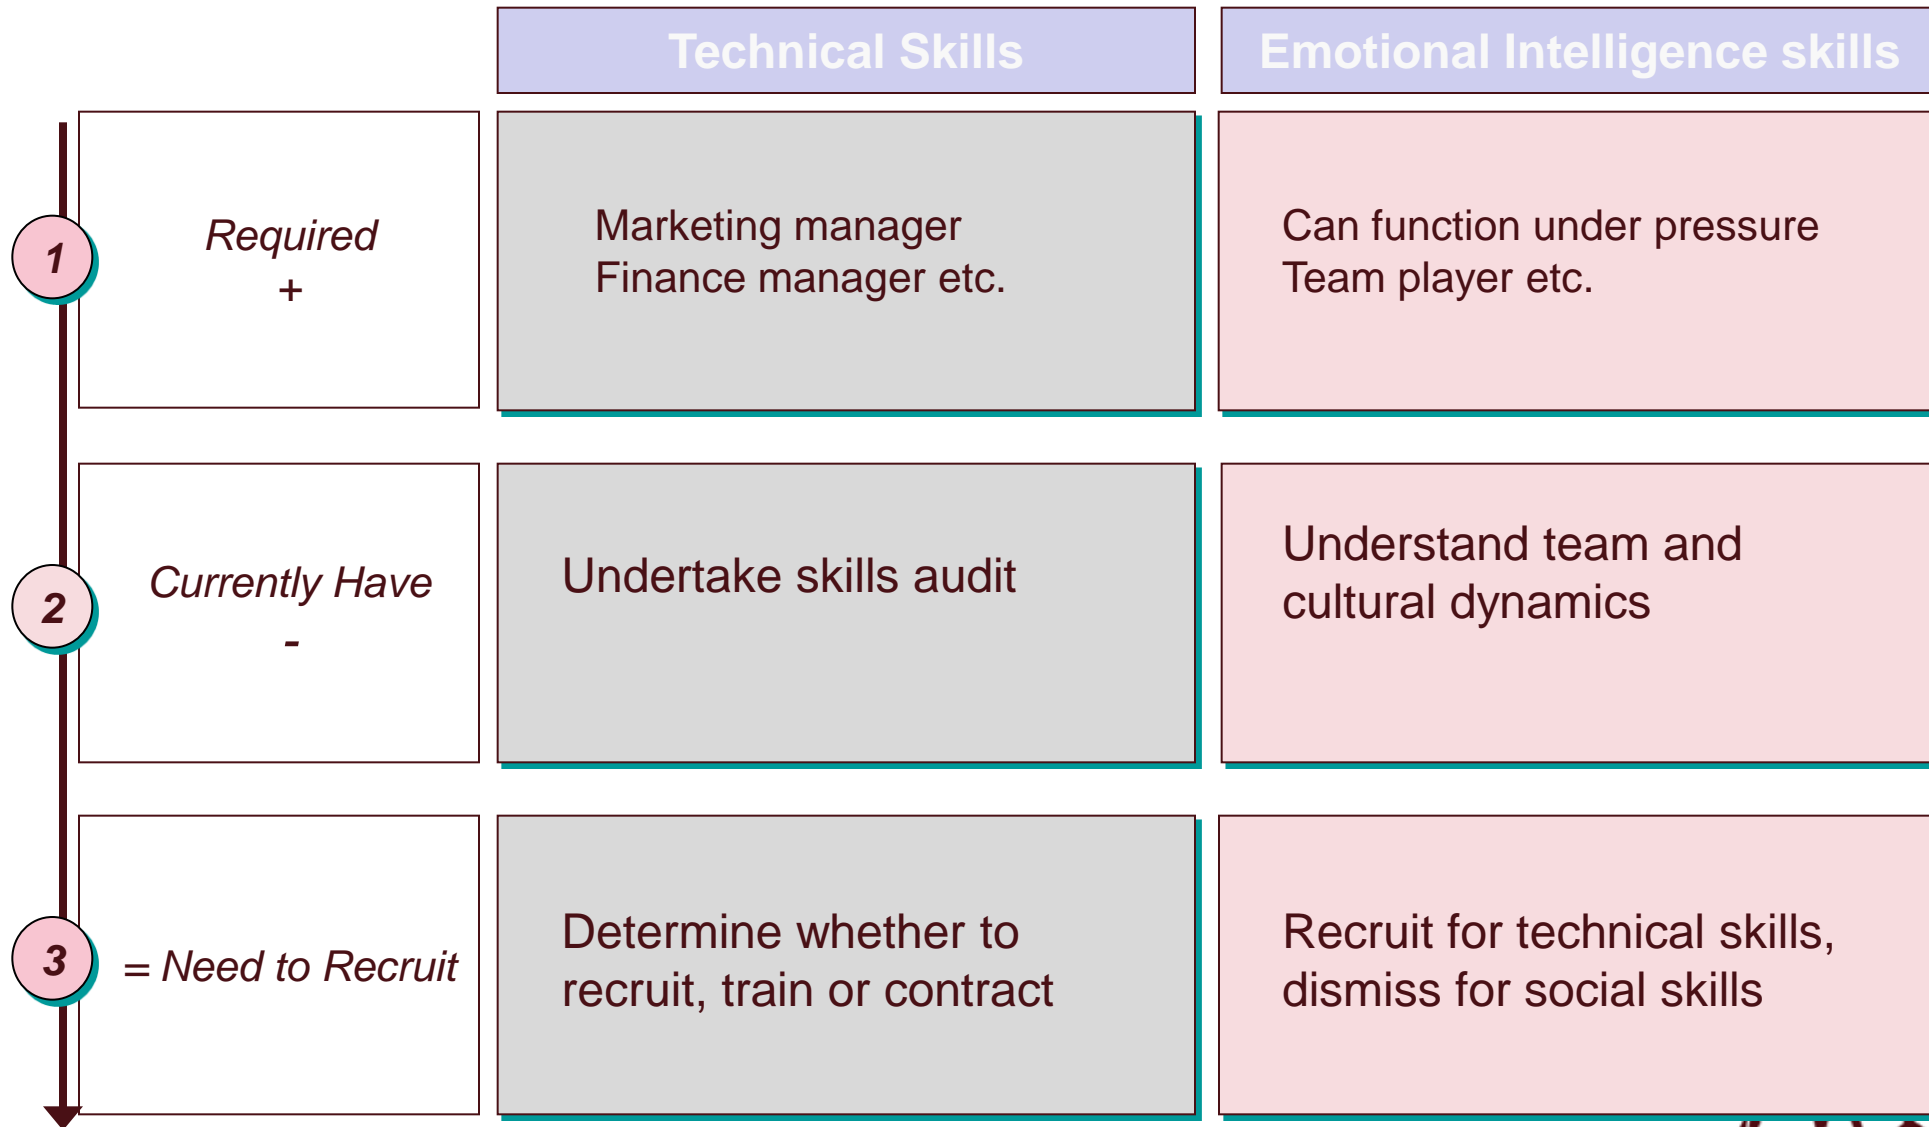 Technical Skills
Emotional Intelligence skills
1
Required
+
Marketing manager
Finance manager etc.
Can function under pressure
Team player etc.
2
Currently Have
-
Undertake skills audit
Understand team and
cultural dynamics
3
= Need to Recruit
Determine whether to
recruit, train or contract
Recruit for technical skills,
dismiss for social skills